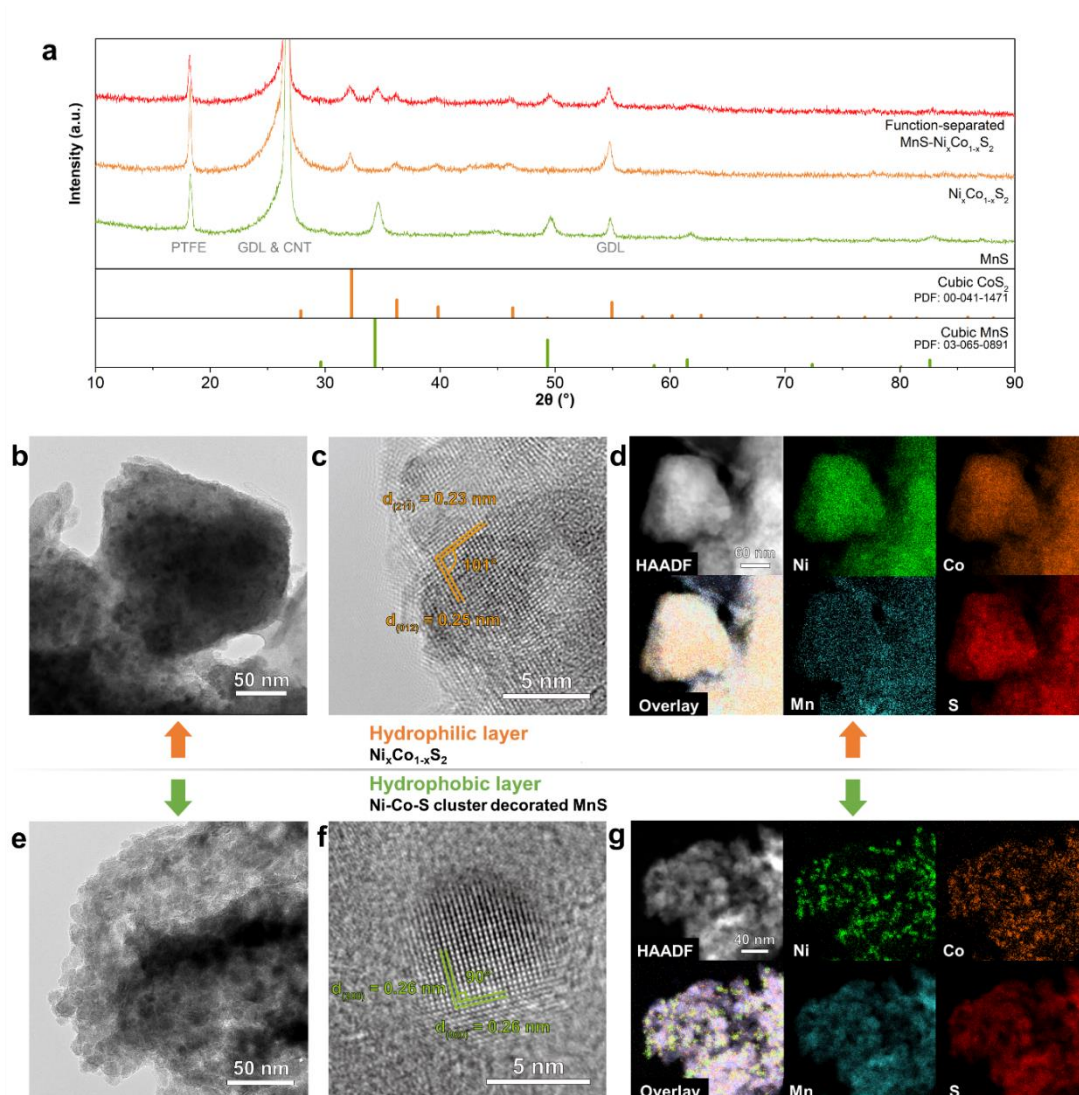 a
Intensity (a.u.)
Function-separated
MnS-NiₓCo₁₋ₓS₂
NiₓCo₁₋ₓS₂
MnS
PTFE
GDL & CNT
GDL
Cubic CoS₂
PDF: 00-041-1471
Cubic MnS
PDF: 03-065-0891
10 20 30 40 50 60 70 80 90
2θ (°)
b
50 nm
c
d = 0.23 nm
101°
d₍₀₁₂₎ = 0.25 nm
5 nm
d
HAADF
60 nm
Ni
Co
Overlay
Mn
S
Hydrophilic layer
NiₓCo₁₋ₓS₂
Hydrophobic layer
Ni-Co-S cluster decorated MnS
e
50 nm
f
90°
d = 0.26 nm
d = 0.26 nm
5 nm
g
HAADF
40 nm
Ni
Co
Overlay
Mn
S